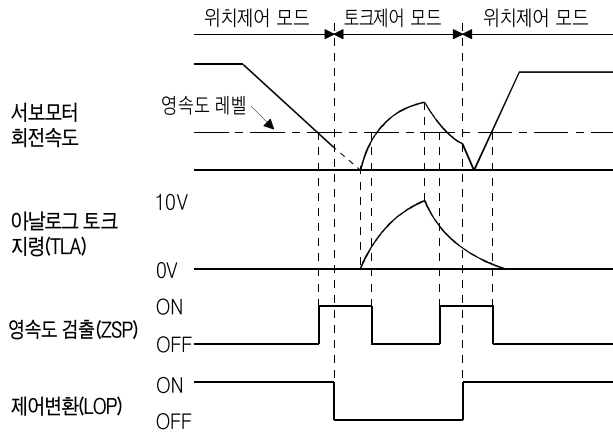 위치제어 모드 토크제어 모드 위치제어 모드
영속도 레벨
서보모터
회전속도
10V
아날로그 토크
지령(TLA)
0V
ON
영속도 검출(ZSP)
OFF
ON
제어변환(LOP)
OFF